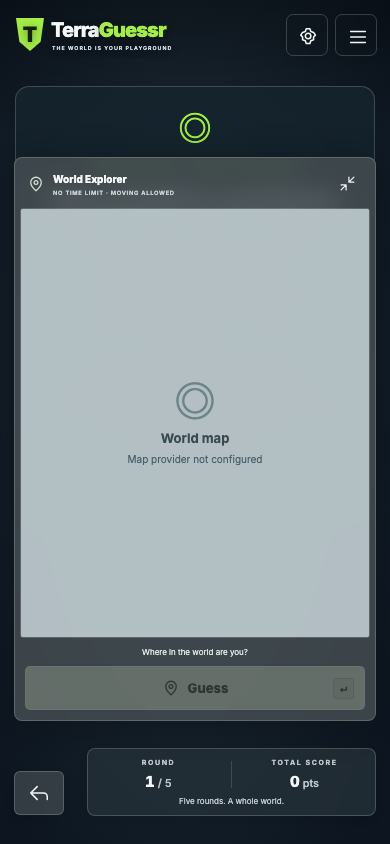 TerraGuessr
THE WORLD IS YOUR PLAYGROUND
World Explorer
NO TIME LIMIT · MOVING ALLOWED
World map
Map provider not configured
Where in the world are you?
Guess
ROUND
1 / 5
TOTAL SCORE
0 pts
Five rounds. A whole world.